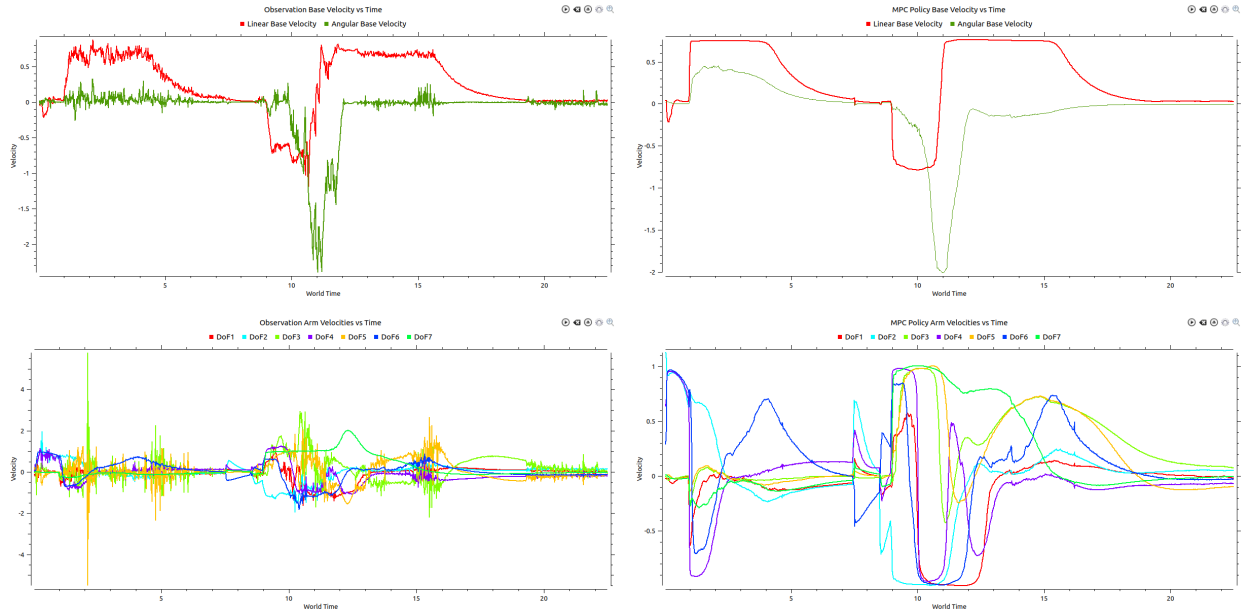 Observation Base Velocity vs Time
Linear Base Velocity Angular Base Velocity
Velocity
0.5
0
-0.5
-1
-1.5
-2
5 10 15 20
World Time
MPC Policy Base Velocity vs Time
Linear Base Velocity Angular Base Velocity
Velocity
0.5
0
-0.5
-1
-1.5
-2
5 10 15 20
World Time
Observation Arm Velocities vs Time
DoF1 DoF2 DoF3 DoF4 DoF5 DoF6 DoF7
Velocity
4
2
0
-2
-4
5 10 15 20
World Time
MPC Policy Arm Velocities vs Time
DoF1 DoF2 DoF3 DoF4 DoF5 DoF6 DoF7
Velocity
1
0.5
0
-0.5
5 10 15 20
World Time